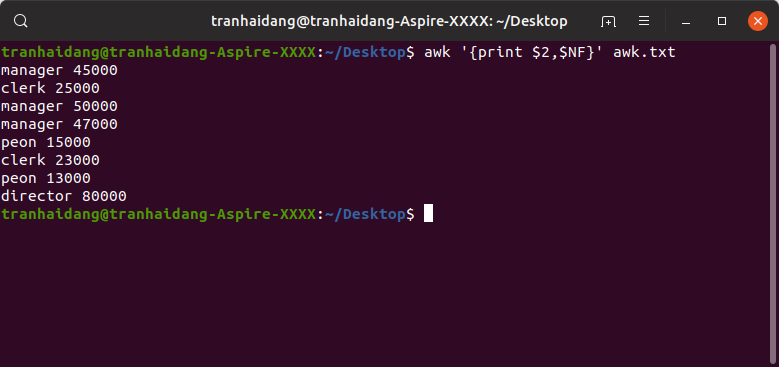 tranhaidang@tranhaidang-Aspire-XXXX: ~/Desktop
tranhaidang@tranhaidang-Aspire-XXXX:~/Desktop$ awk '{print $2,$NF}' awk.txt
manager 45000
clerk 25000
manager 50000
manager 47000
peon 15000
clerk 23000
peon 13000
director 80000
tranhaidang@tranhaidang-Aspire-XXXX:~/Desktop$